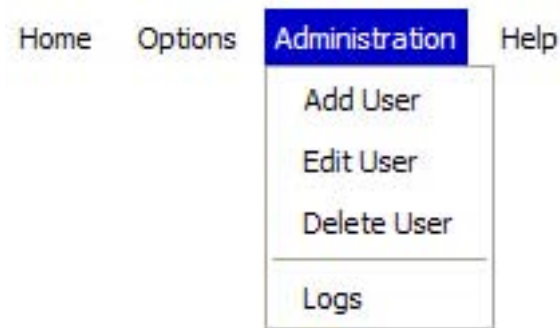 Home Options Administration Help
Add User
Edit User
Delete User
Logs